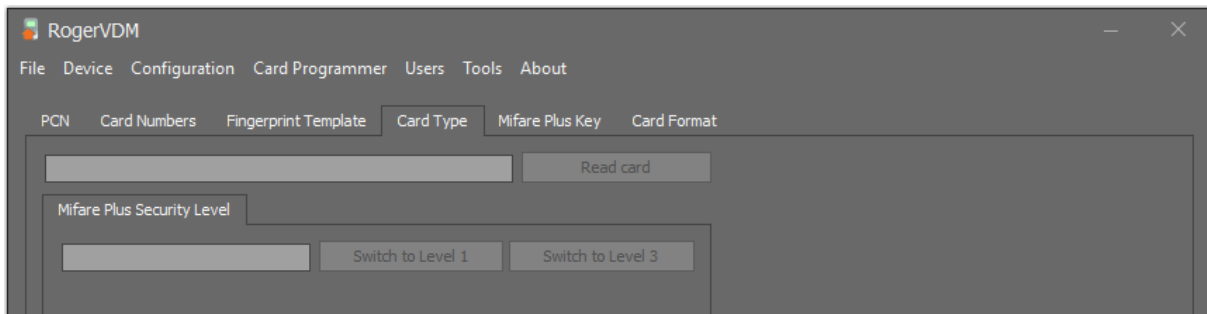 RogerVDM
File Device Configuration Card Programmer Users Tools About
PCN Card Numbers Fingerprint Template Card Type Mifare Plus Key Card Format
Read card
Mifare Plus Security Level
Switch to Level 1 Switch to Level 3